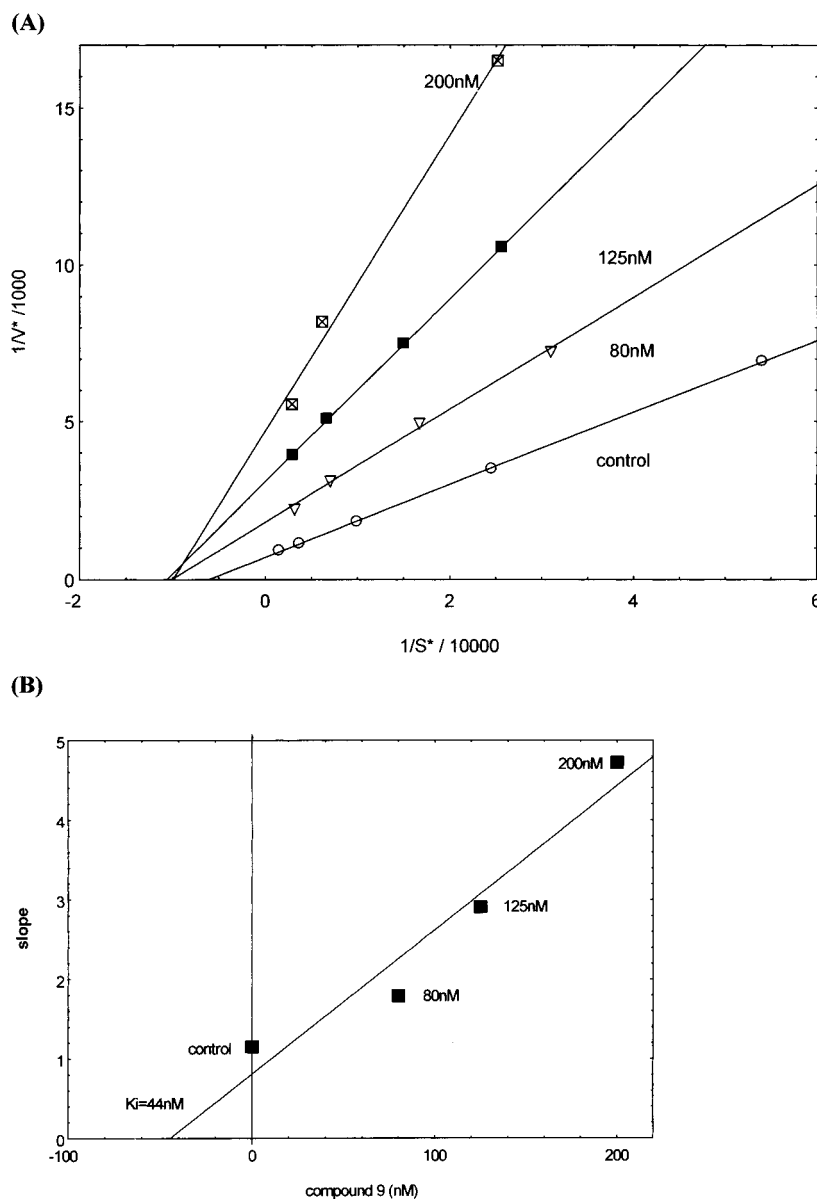 (A)
15
10
5
0
1/V* /1000
200nM
125nM
80nM
control
-2
0
2
4
6
1/S* / 10000
(B)
5
4
3
2
1
0
slope
200nM
125nM
80nM
control
Ki=44nM
-100
0
100
200
compound 9 (nM)